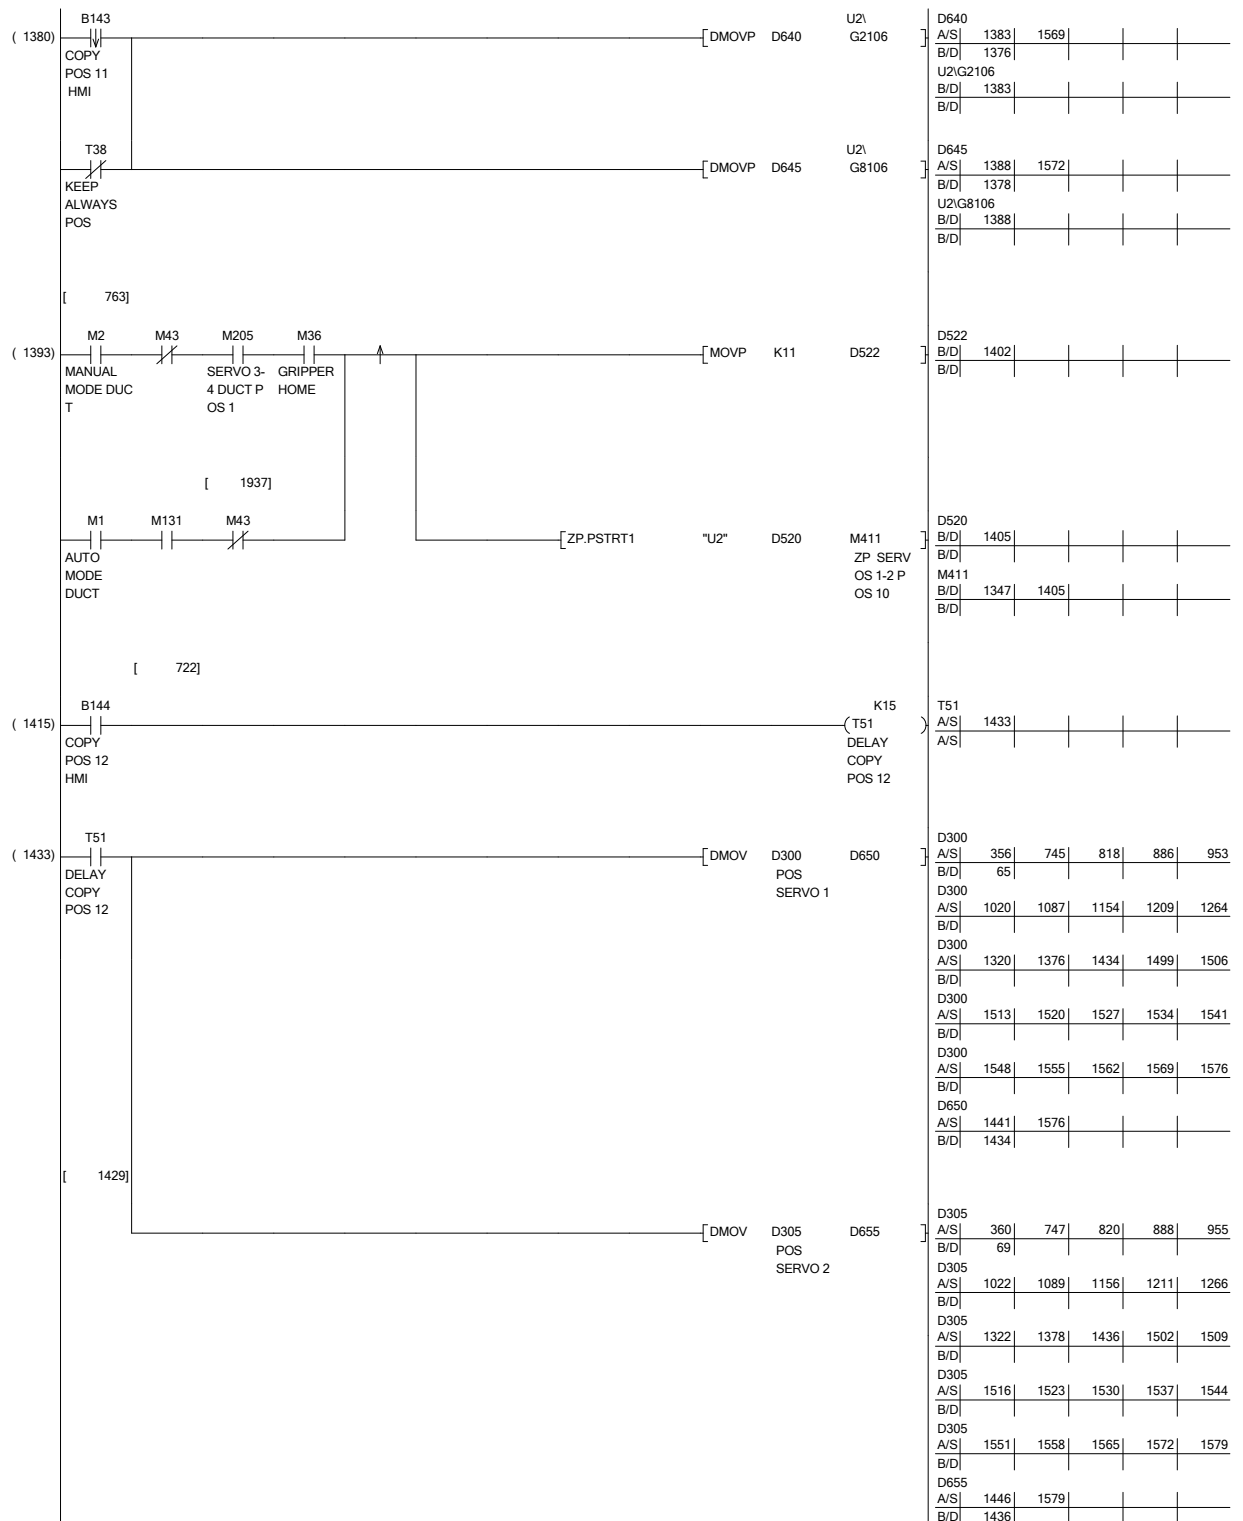 B143 U2\ D640
( 1380) [DMOVP D640 G2106 ] A/S 1383 1569
COPY B/D 1376
POS 11 U2\G2106
HMI B/D 1383
B/D
T38 U2\ D645
[DMOVP D645 G8106 ] A/S 1388 1572
KEEP B/D 1378
ALWAYS U2\G8106
POS B/D 1388
B/D
[ 763]
M2 M43 M205 M36 D522
( 1393) [MOVP K11 D522 ] B/D 1402
MANUAL SERVO 3- GRIPPER B/D
MODE DUC 4 DUCT P HOME
T OS 1
[ 1937]
M1 M131 M43 D520
[ZP.PSTRT1 "U2" D520 M411 ] B/D 1405
AUTO ZP SERV B/D
MODE OS 1-2 P M411
DUCT OS 10 B/D 1347 1405
B/D
[ 722]
B144 K15 T51
( 1415) (T51 ) A/S 1433
COPY DELAY A/S
POS 12 COPY
HMI POS 12
T51 D300
( 1433) [DMOV D300 D650 ] A/S 356 745 818 886 953
DELAY POS B/D 65
COPY SERVO 1 D300
POS 12 A/S 1020 1087 1154 1209 1264
B/D
D300
A/S 1320 1376 1434 1499 1506
B/D
D300
A/S 1513 1520 1527 1534 1541
B/D
D300
A/S 1548 1555 1562 1569 1576
B/D
D650
A/S 1441 1576
B/D 1434
[ 1429]
D305
[DMOV D305 D655 ] A/S 360 747 820 888 955
POS B/D 69
SERVO 2 D305
A/S 1022 1089 1156 1211 1266
B/D
D305
A/S 1322 1378 1436 1502 1509
B/D
D305
A/S 1516 1523 1530 1537 1544
B/D
D305
A/S 1551 1558 1565 1572 1579
B/D
D655
A/S 1446 1579
B/D 1436